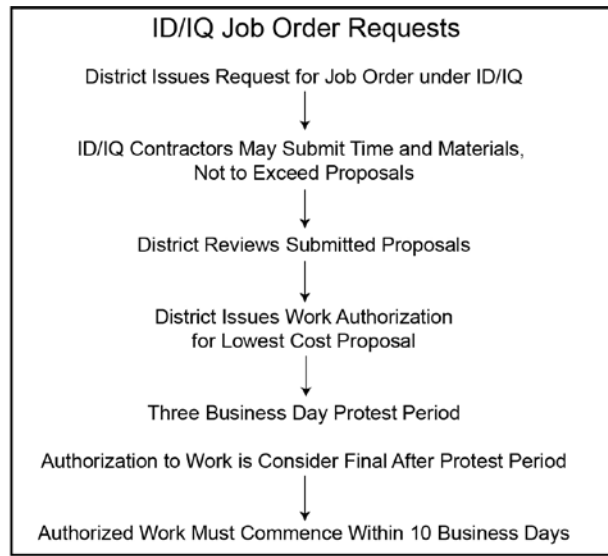 ID/IQ Job Order Requests
District Issues Request for Job Order under ID/IQ
ID/IQ Contractors May Submit Time and Materials,
Not to Exceed Proposals
District Reviews Submitted Proposals
District Issues Work Authorization
for Lowest Cost Proposal
Three Business Day Protest Period
Authorization to Work is Consider Final After Protest Period
Authorized Work Must Commence Within 10 Business Days